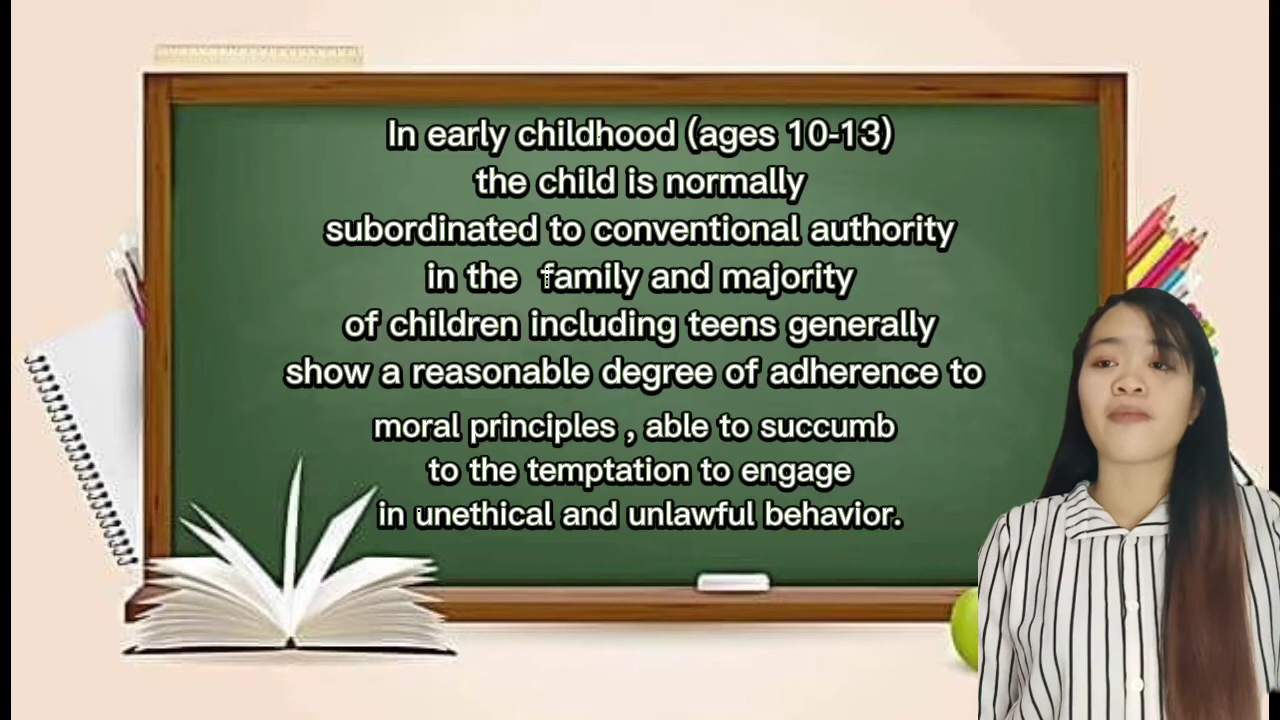 In early childhood (ages 10-13)
the child is normally
subordinated to conventional authority
in the family and majority
of children including teens generally
show a reasonable degree of adherence to
moral principles , able to succumb
to the temptation to engage
in unethical and unlawful behavior.